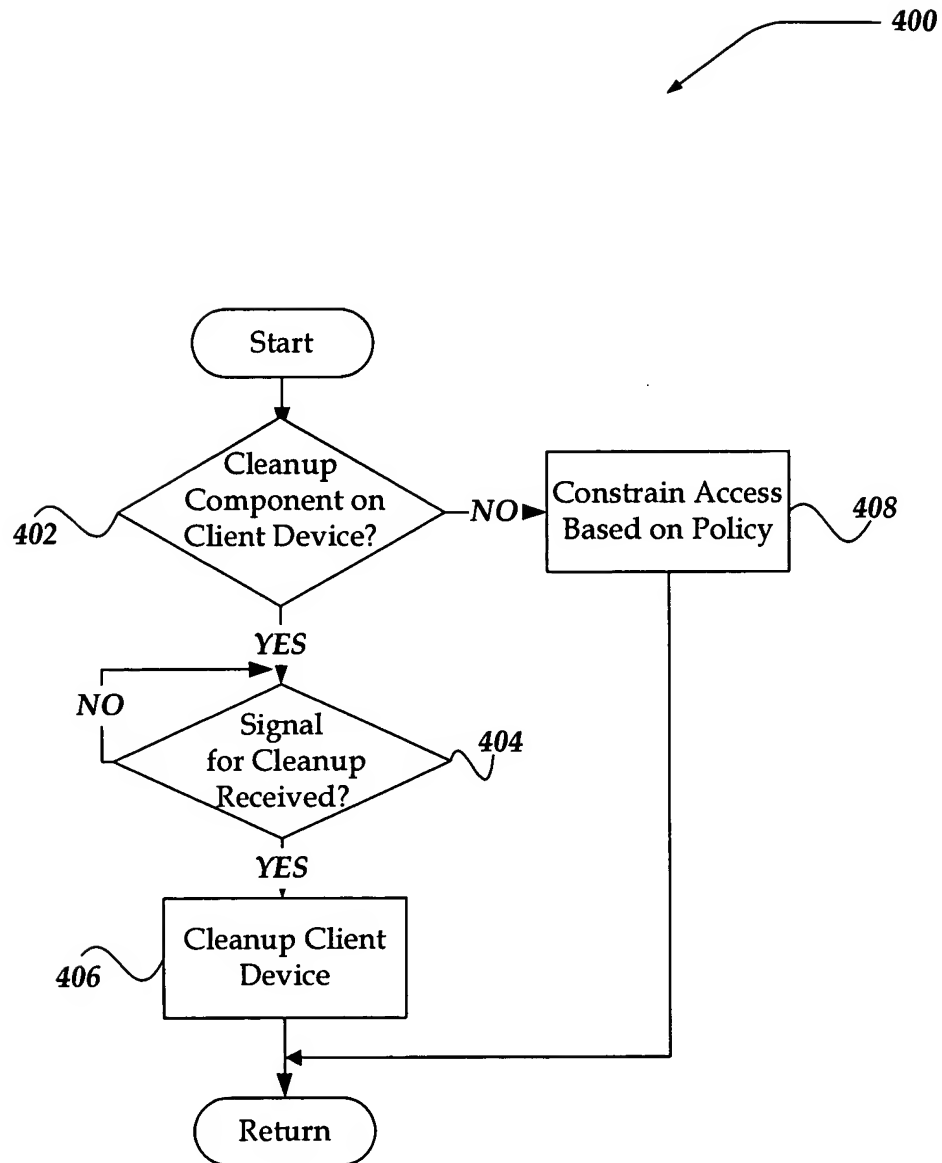 400
Start
Cleanup
Component on
Client Device?
402
NO
Constrain Access
Based on Policy
408
YES
NO
Signal
for Cleanup
Received?
404
YES
Cleanup Client
Device
406
Return